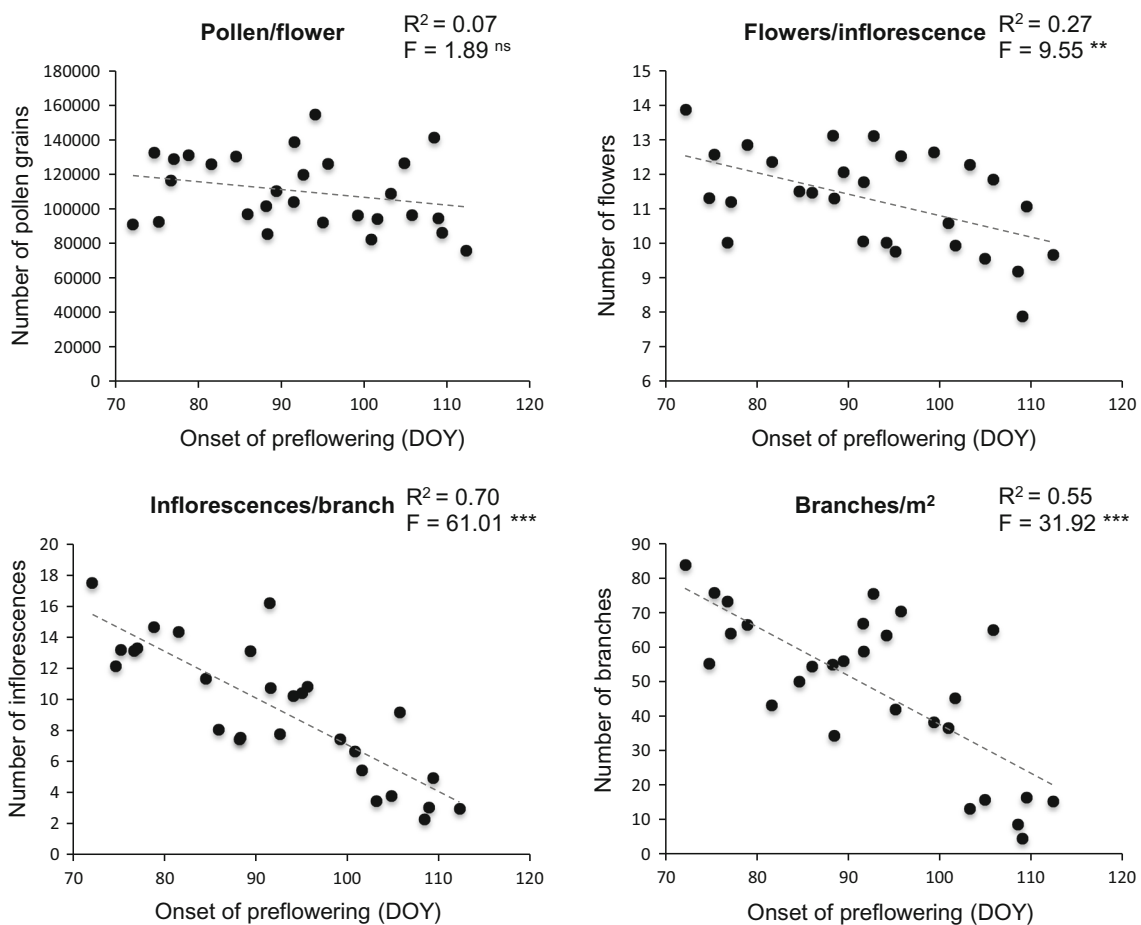 Pollen/flower
R² = 0.07
F = 1.89 ns
Number of pollen grains
180000
160000
140000
120000
100000
80000
60000
40000
20000
0
70 80 90 100 110 120
Onset of preflowering (DOY)
Flowers/inflorescence
R² = 0.27
F = 9.55 **
Number of flowers
15
14
13
12
11
10
9
8
7
6
70 80 90 100 110 120
Onset of preflowering (DOY)
Inflorescences/branch
R² = 0.70
F = 61.01 ***
Number of inflorescences
20
18
16
14
12
10
8
6
4
2
0
70 80 90 100 110 120
Onset of preflowering (DOY)
Branches/m²
R² = 0.55
F = 31.92 ***
Number of branches
90
80
70
60
50
40
30
20
10
0
70 80 90 100 110 120
Onset of preflowering (DOY)